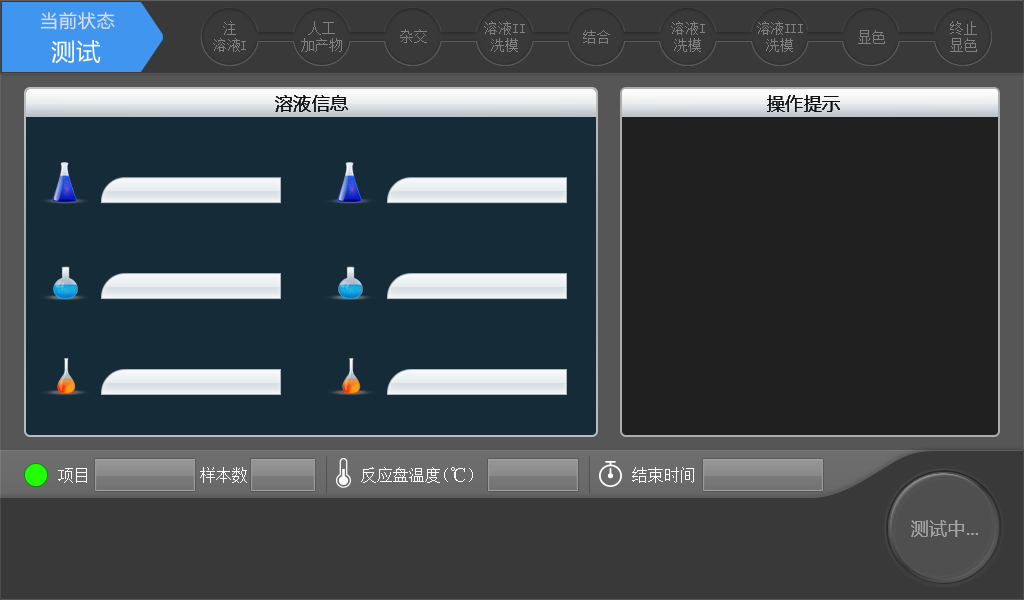 当前状态
测试
注
溶液I
人工
加产物
杂交
溶液II
洗模
结合
溶液I
洗模
溶液III
洗模
显色
终止
显色
溶液信息
操作提示
项目
样本数
反应盘温度(℃)
结束时间
测试中...